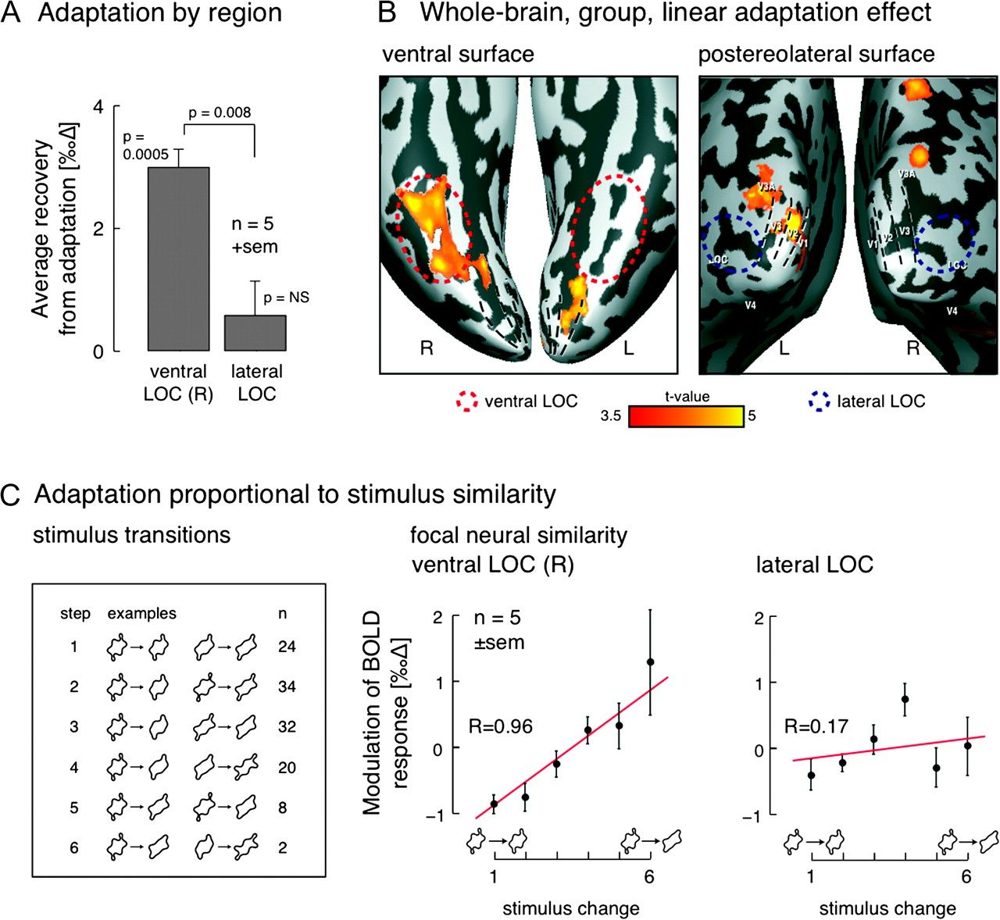 A Adaptation by region
4
2
0
Average recovery
from adaptation [‰Δ]
p =
0.0005
p = 0.008
n = 5
+sem
p = NS
ventral
LOC (R)
lateral
LOC
B Whole-brain, group, linear adaptation effect
ventral surface
R
L
postereolateral surface
V3A
V3
V2
V1
LOC
V4
L
V3A
V1
V2
V3
LOC
V4
R
ventral LOC
t-value
3.5
5
lateral LOC
C Adaptation proportional to stimulus similarity
stimulus transitions
step examples n
1 24
2 34
3 32
4 20
5 8
6 2
focal neural similarity
ventral LOC (R)
Modulation of BOLD
response [‰Δ]
2
1
0
−1
n = 5
±sem
R=0.96
1 6
stimulus change
lateral LOC
2
1
0
−1
R=0.17
1 6
stimulus change